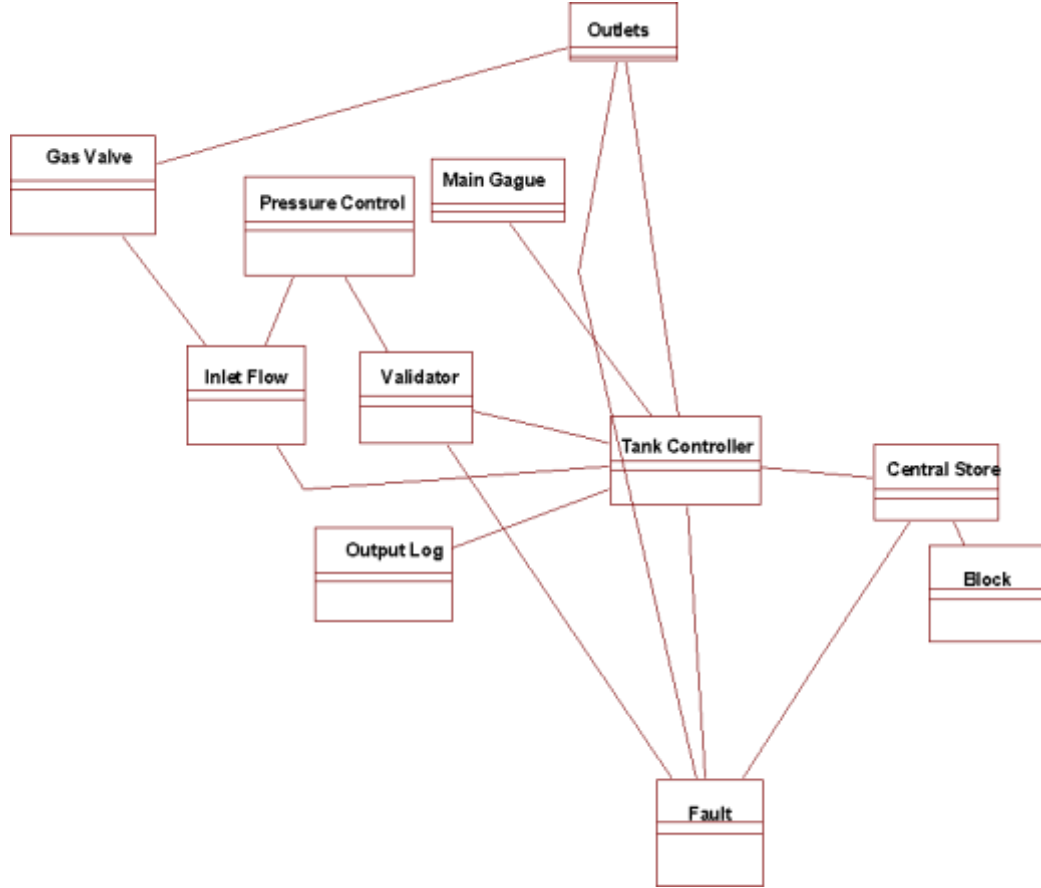 Outlets
Gas Valve
Main Gague
Pressure Control
Inlet Flow
Validator
Tank Controller
Central Store
Output Log
Block
Fault